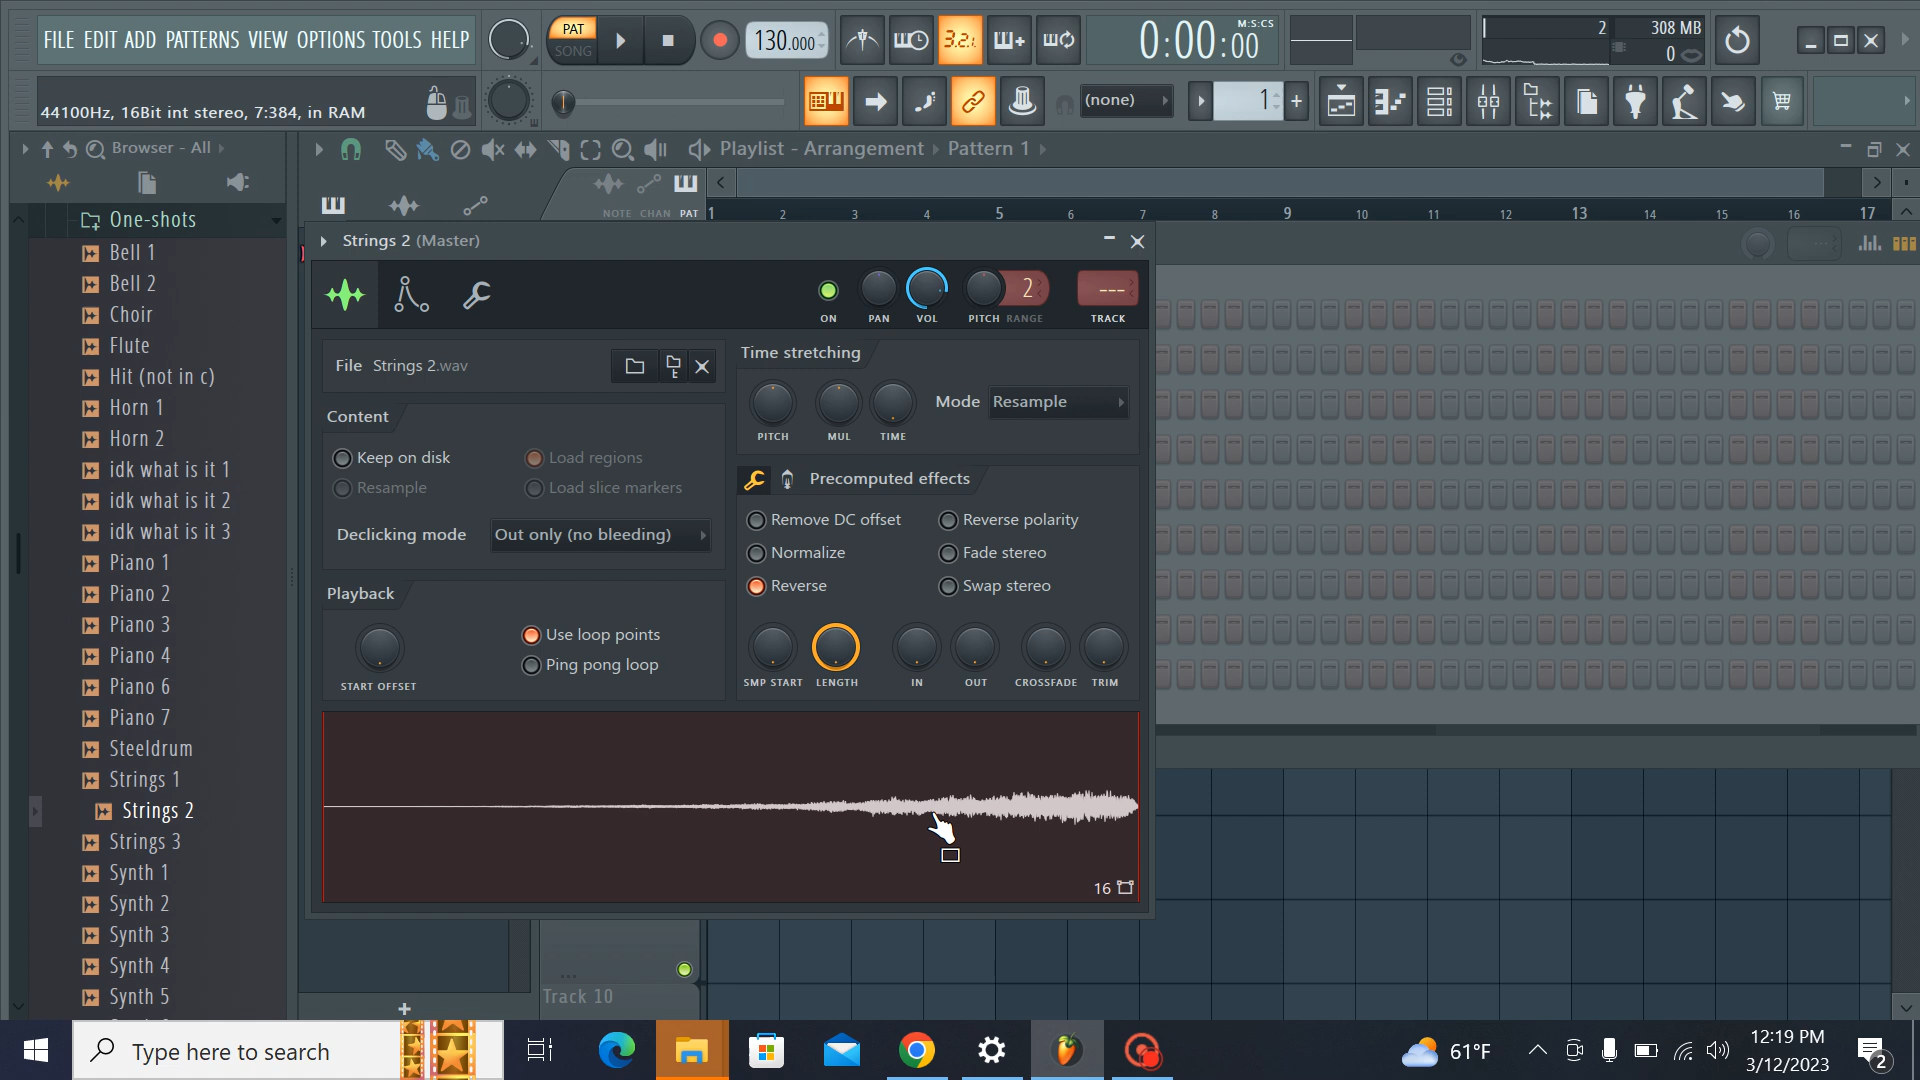 FILE EDIT ADD PATTERNS VIEW OPTIONS TOOLS HELP
PAT
SONG
130.000
3.2.1
0:00:00
M:S:CS
2
308 MB
0
44100Hz, 16Bit int stereo, 7:384, in RAM
(none)
1
Browser - All
Playlist - Arrangement
Pattern 1
NOTE CHAN PAT
1 2 3 4 5 6 7 8 9 10 11 12 13 14 15 16 17
One-shots
Bell 1
Bell 2
Choir
Flute
Hit (not in c)
Horn 1
Horn 2
idk what is it 1
idk what is it 2
idk what is it 3
Piano 1
Piano 2
Piano 3
Piano 4
Piano 6
Piano 7
Steeldrum
Strings 1
Strings 2
Strings 3
Synth 1
Synth 2
Synth 3
Synth 4
Synth 5
Strings 2 (Master)
ON PAN VOL PITCH RANGE TRACK
2
---
File Strings 2.wav
Content
Keep on disk
Load regions
Resample
Load slice markers
Declicking mode Out only (no bleeding)
Playback
START OFFSET
Use loop points
Ping pong loop
Time stretching
PITCH MUL TIME
Mode Resample
Precomputed effects
Remove DC offset
Reverse polarity
Normalize
Fade stereo
Reverse
Swap stereo
SMP START LENGTH IN OUT CROSSFADE TRIM
16
...
Track 10
Type here to search
61°F
12:19 PM
3/12/2023
2